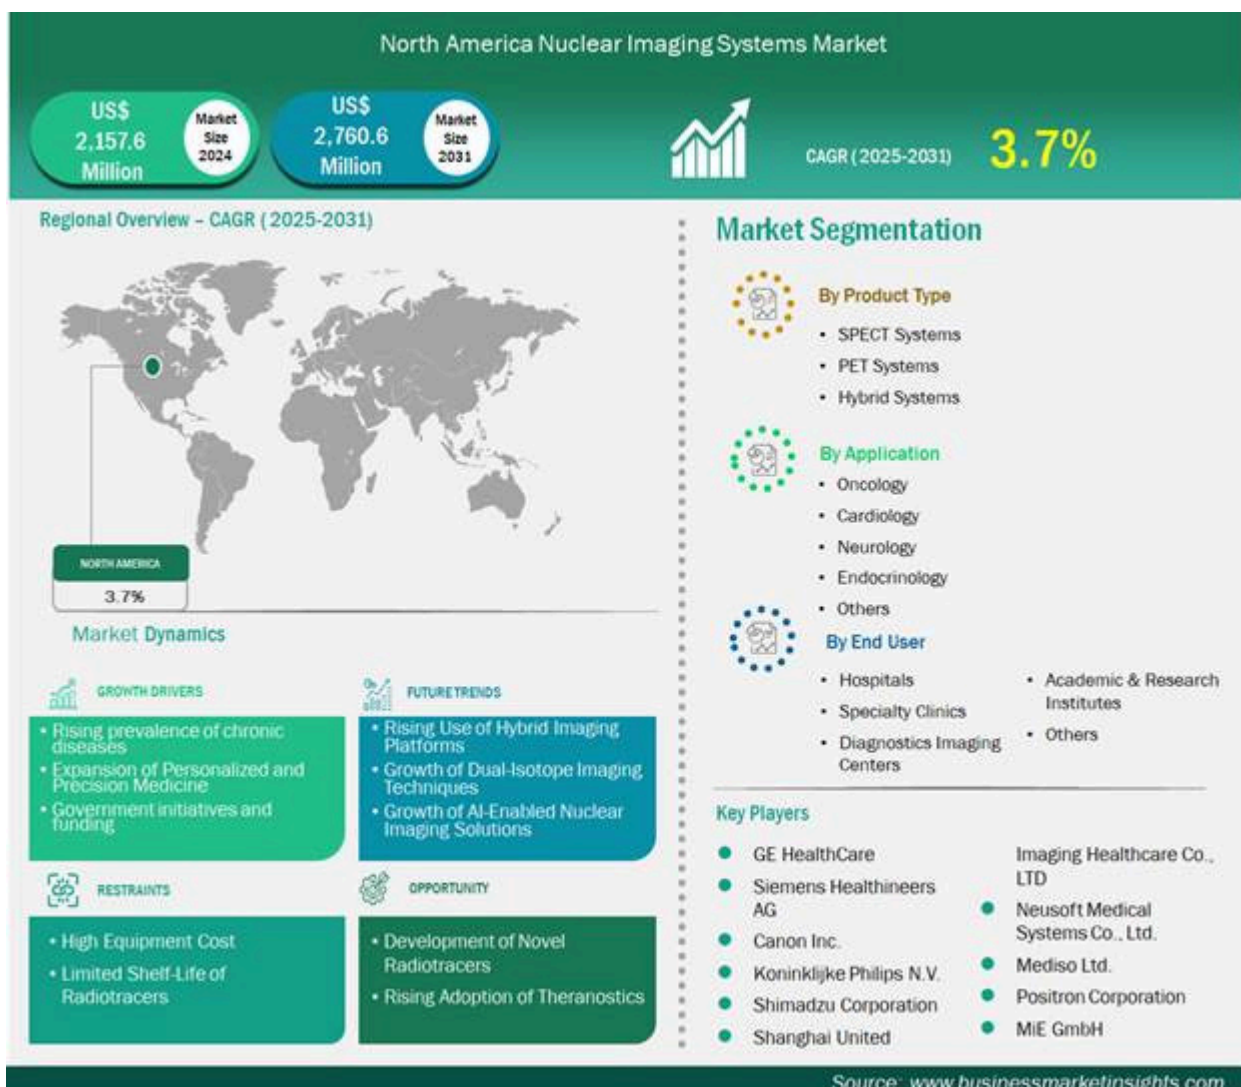 North America Nuclear Imaging Systems Market
US$
2,157.6
Million
Market
Size
2024
US$
2,760.6
Million
Market
Size
2031
CAGR ( 2025-2031)
3.7%
Regional Overview – CAGR ( 2025-2031)
NORTH AMERICA
3.7%
Market Dynamics
GROWTH DRIVERS
• Rising prevalence of chronic
diseases
• Expansion of Personalized and
Precision Medicine
• Government initiatives and
funding
FUTURE TRENDS
• Rising Use of Hybrid Imaging
Platforms
• Growth of Dual-Isotope Imaging
Techniques
• Growth of AI-Enabled Nuclear
Imaging Solutions
RESTRAINTS
• High Equipment Cost
• Limited Shelf-Life of
Radiotracers
OPPORTUNITY
• Development of Novel
Radiotracers
• Rising Adoption of Theranostics
Market Segmentation
By Product Type
• SPECT Systems
• PET Systems
• Hybrid Systems
By Application
• Oncology
• Cardiology
• Neurology
• Endocrinology
• Others
By End User
• Hospitals
• Specialty Clinics
• Diagnostics Imaging
Centers
• Academic & Research
Institutes
• Others
Key Players
GE HealthCare
Siemens Healthineers
AG
Canon Inc.
Koninklijke Philips N.V.
Shimadzu Corporation
Shanghai United
Imaging Healthcare Co.,
LTD
Neusoft Medical
Systems Co., Ltd.
Mediso Ltd.
Positron Corporation
MiE GmbH
Source: www.businessmarketinsights.com